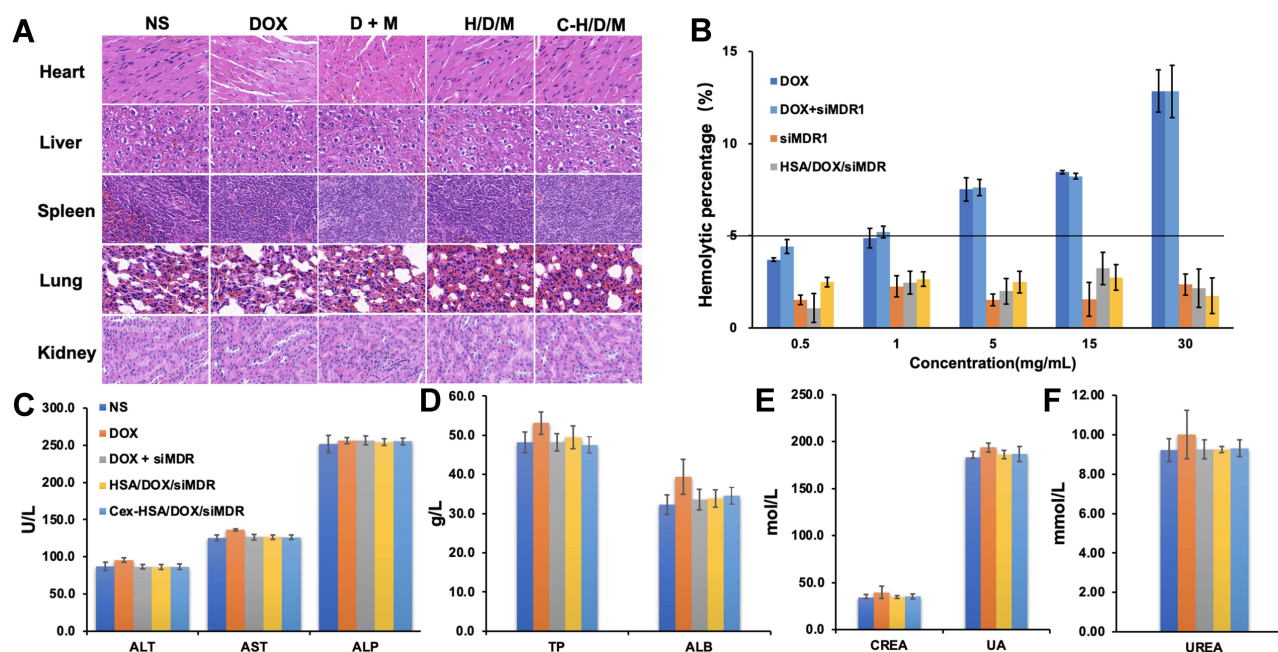 A
NS DOX D + M H/D/M C-H/D/M
Heart
Liver
Spleen
Lung
Kidney
B
Hemolytic percentage (%)
15
10
5
0
DOX
DOX+siMDR1
siMDR1
HSA/DOX/siMDR
0.5 1 5 15 30
Concentration(mg/mL)
C
U/L
300.0
250.0
200.0
150.0
100.0
50.0
0.0
NS
DOX
DOX + siMDR
HSA/DOX/siMDR
Cex-HSA/DOX/siMDR
ALT AST ALP
D
g/L
60.0
50.0
40.0
30.0
20.0
10.0
0.0
TP ALB
E
mol/L
250.0
200.0
150.0
100.0
50.0
0.0
CREA UA
F
mmol/L
12.00
10.00
8.00
6.00
4.00
2.00
0.00
UREA